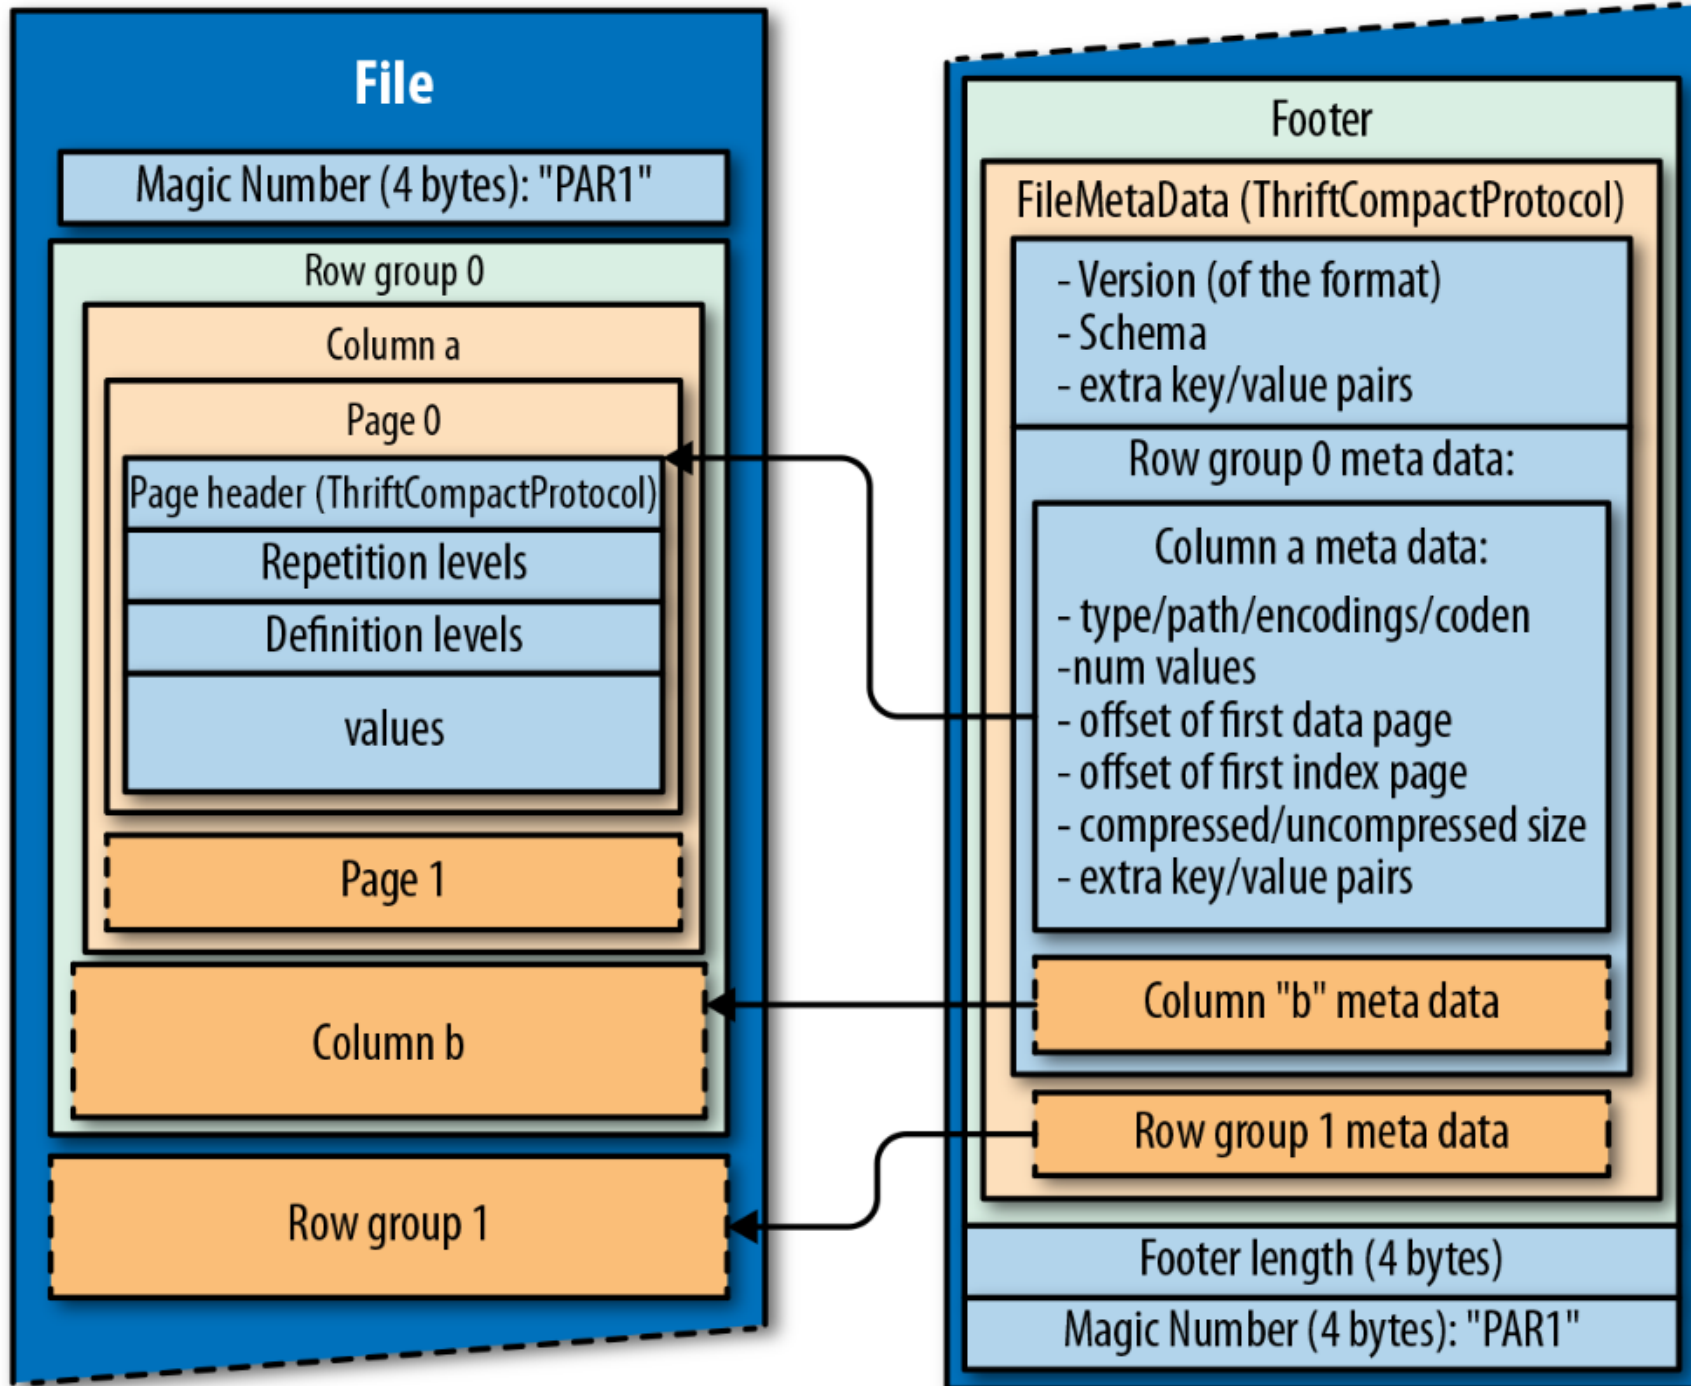 File
Magic Number (4 bytes): "PAR1"
Row group 0
Column a
Page 0
Page header (ThriftCompactProtocol)
Repetition levels
Definition levels
values
Page 1
Column b
Row group 1
Footer
FileMetaData (ThriftCompactProtocol)
- Version (of the format)
- Schema
- extra key/value pairs
Row group 0 meta data:
Column a meta data:
- type/path/encodings/coden
-num values
- offset of first data page
- offset of first index page
- compressed/uncompressed size
- extra key/value pairs
Column "b" meta data
Row group 1 meta data
Footer length (4 bytes)
Magic Number (4 bytes): "PAR1"